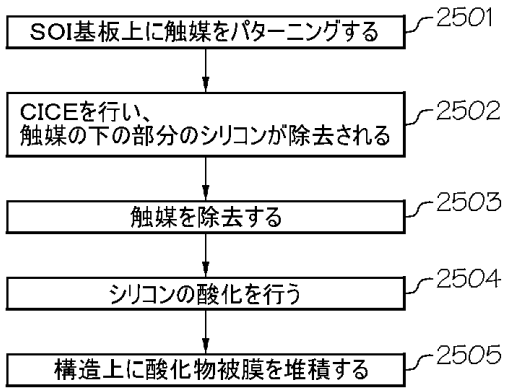 SOI基板上に触媒をパターニングする
2501
CICEを行い、
触媒の下の部分のシリコンが除去される
2502
触媒を除去する
2503
シリコンの酸化を行う
2504
構造上に酸化物被膜を堆積する
2505